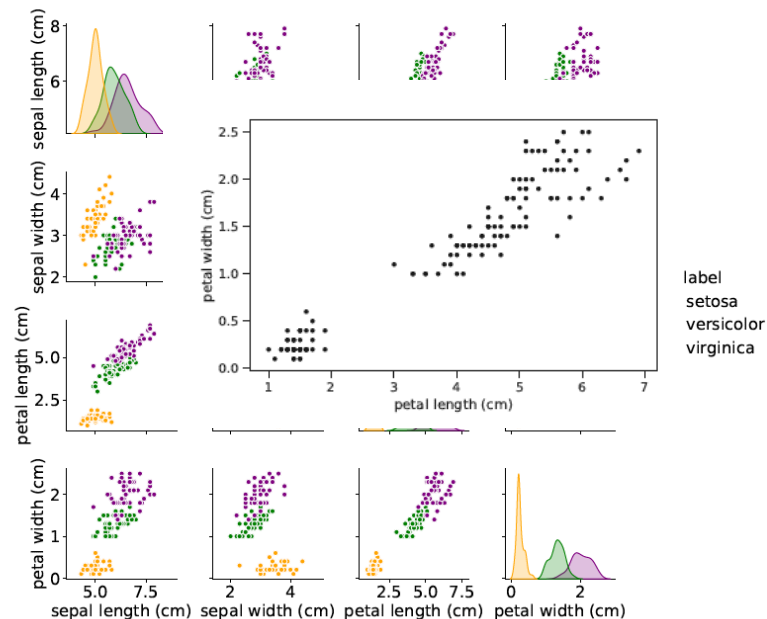 8
6
sepal length (cm)
4
3
2
sepal width (cm)
2.5
2.0
1.5
1.0
0.5
0.0
petal width (cm)
1 2 3 4 5 6 7
petal length (cm)
label
setosa
versicolor
virginica
5.0
2.5
petal length (cm)
2
1
0
petal width (cm)
5.0 7.5
sepal length (cm)
2 4
sepal width (cm)
2.5 5.0 7.5
petal length (cm)
0 2
petal width (cm)